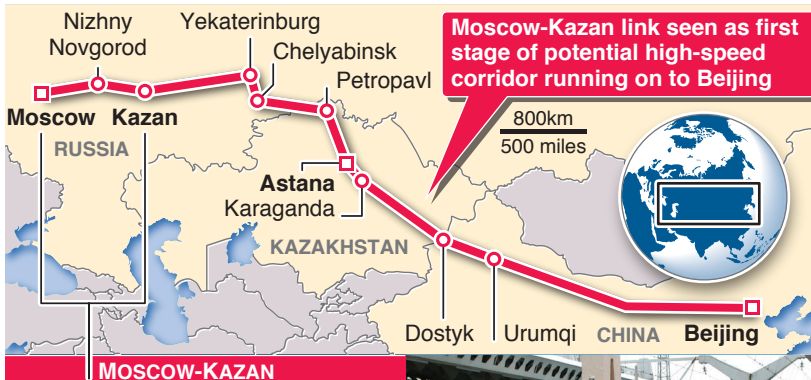 Nizhny
Novgorod
Yekaterinburg
Chelyabinsk
Petropavl
Moscow-Kazan link seen as first
stage of potential high-speed
corridor running on to Beijing
Moscow
Kazan
RUSSIA
800km
500 miles
Astana
Karaganda
KAZAKHSTAN
Dostyk
Urumqi
CHINA
Beijing
MOSCOW-KAZAN